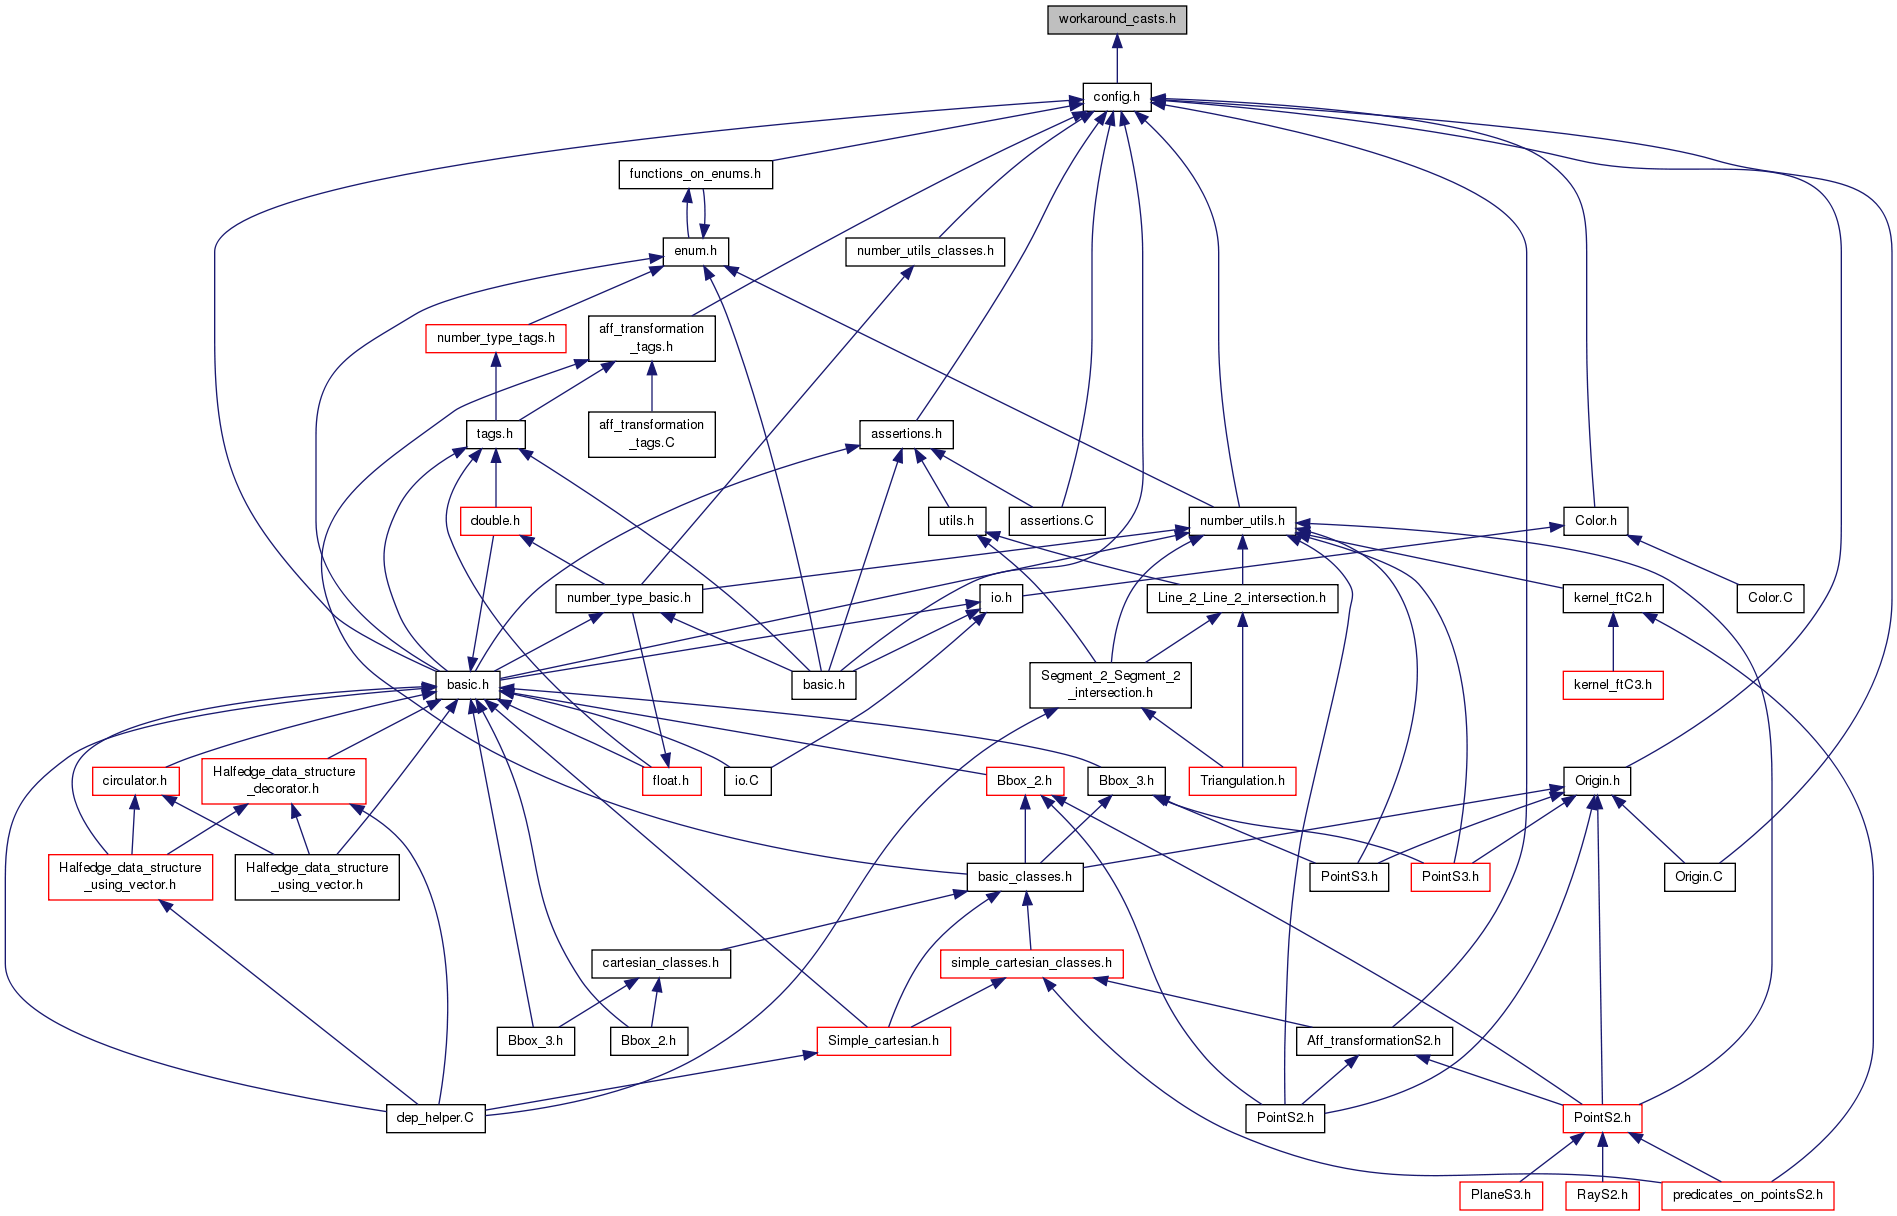 workaround_casts.h
config.h
functions_on_enums.h
enum.h
number_utils_classes.h
number_type_tags.h
aff_transformation
_tags.h
aff_transformation
_tags.C
tags.h
assertions.h
double.h
utils.h
assertions.C
number_utils.h
Color.h
number_type_basic.h
io.h
Line_2_Line_2_intersection.h
kernel_ftC2.h
Color.C
basic.h
basic.h
Segment_2_Segment_2
_intersection.h
kernel_ftC3.h
circulator.h
Halfedge_data_structure
_decorator.h
float.h
io.C
Bbox_2.h
Bbox_3.h
Triangulation.h
Origin.h
Halfedge_data_structure
_using_vector.h
Halfedge_data_structure
_using_vector.h
basic_classes.h
PointS3.h
PointS3.h
Origin.C
cartesian_classes.h
simple_cartesian_classes.h
Bbox_3.h
Bbox_2.h
Simple_cartesian.h
Aff_transformationS2.h
dep_helper.C
PointS2.h
PointS2.h
PlaneS3.h
RayS2.h
predicates_on_pointsS2.h